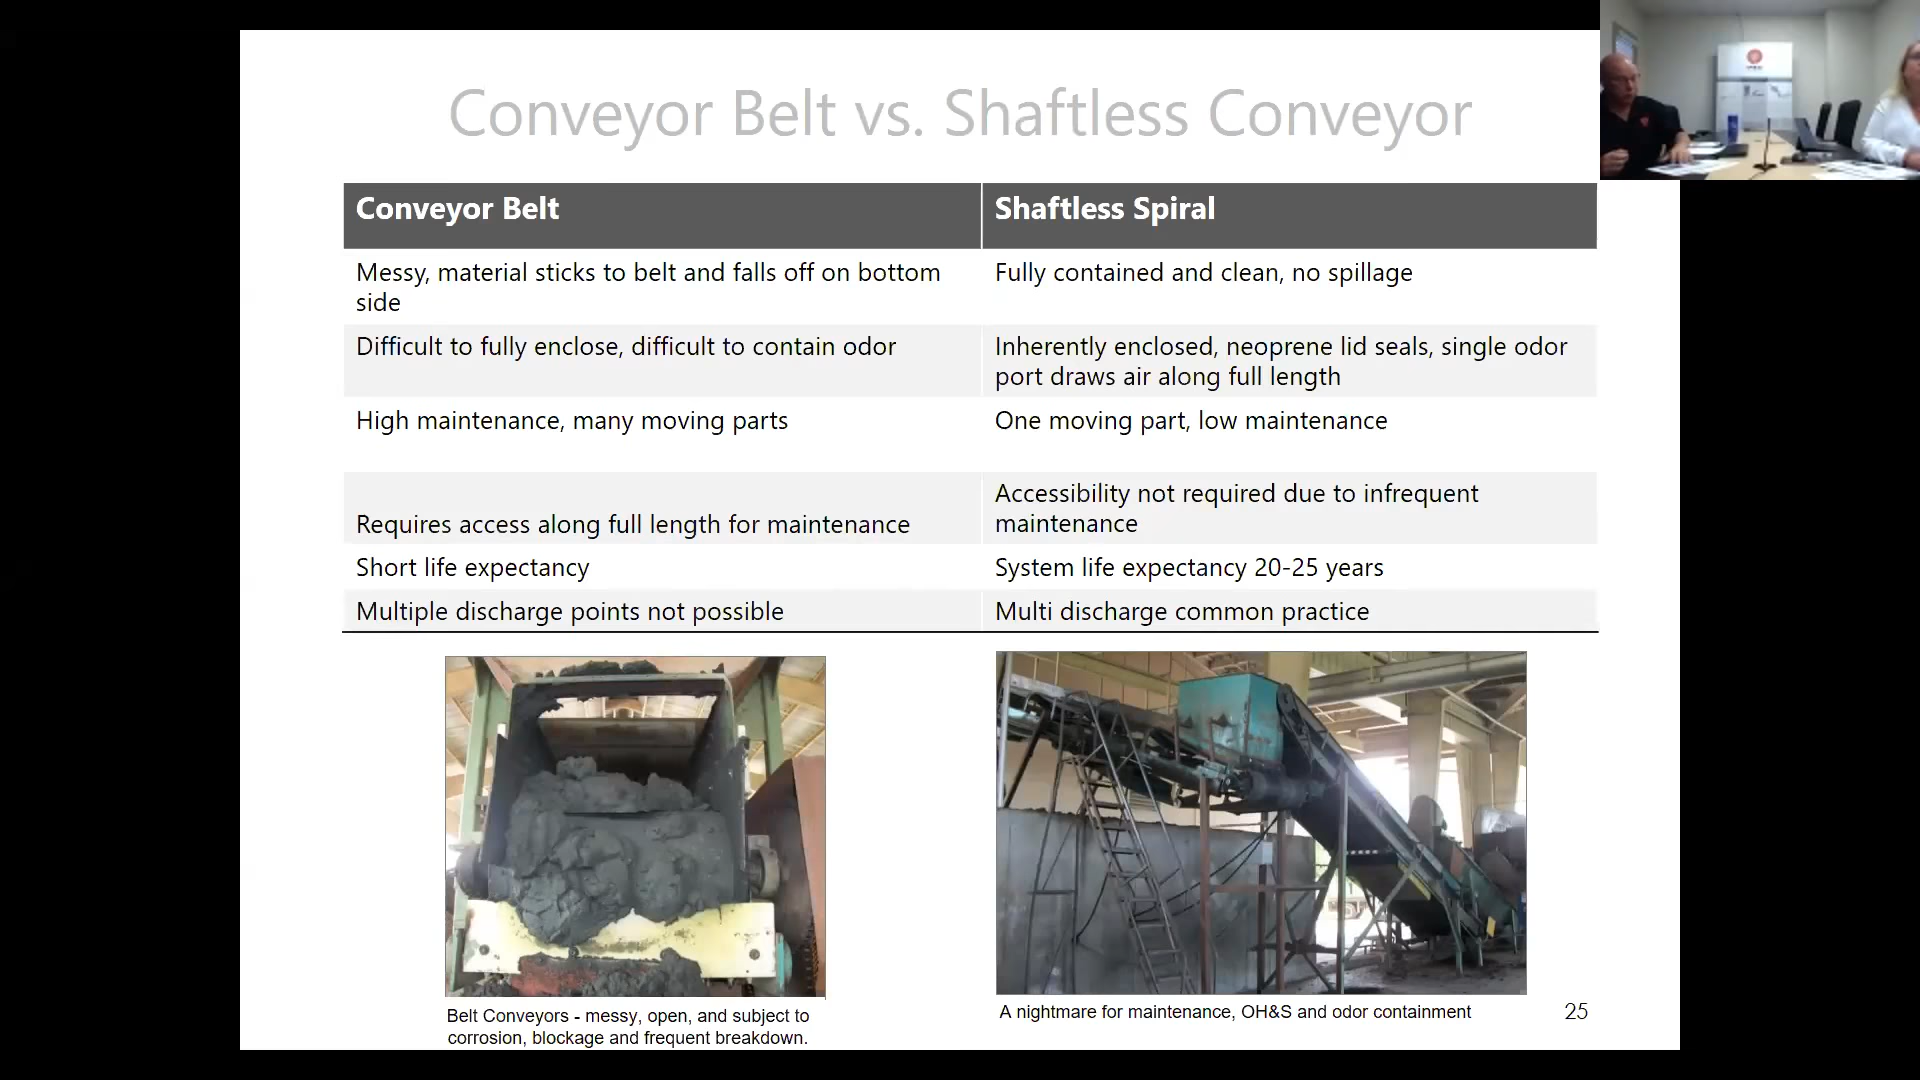 Conveyor Belt vs. Shaftless Conveyor
Conveyor Belt
Shaftless Spiral
Messy, material sticks to belt and falls off on bottom
side
Fully contained and clean, no spillage
Difficult to fully enclose, difficult to contain odor
Inherently enclosed, neoprene lid seals, single odor
port draws air along full length
High maintenance, many moving parts
One moving part, low maintenance
Requires access along full length for maintenance
Accessibility not required due to infrequent
maintenance
Short life expectancy
System life expectancy 20-25 years
Multiple discharge points not possible
Multi discharge common practice
Belt Conveyors - messy, open, and subject to
corrosion, blockage and frequent breakdown.
A nightmare for maintenance, OH&S and odor containment
25